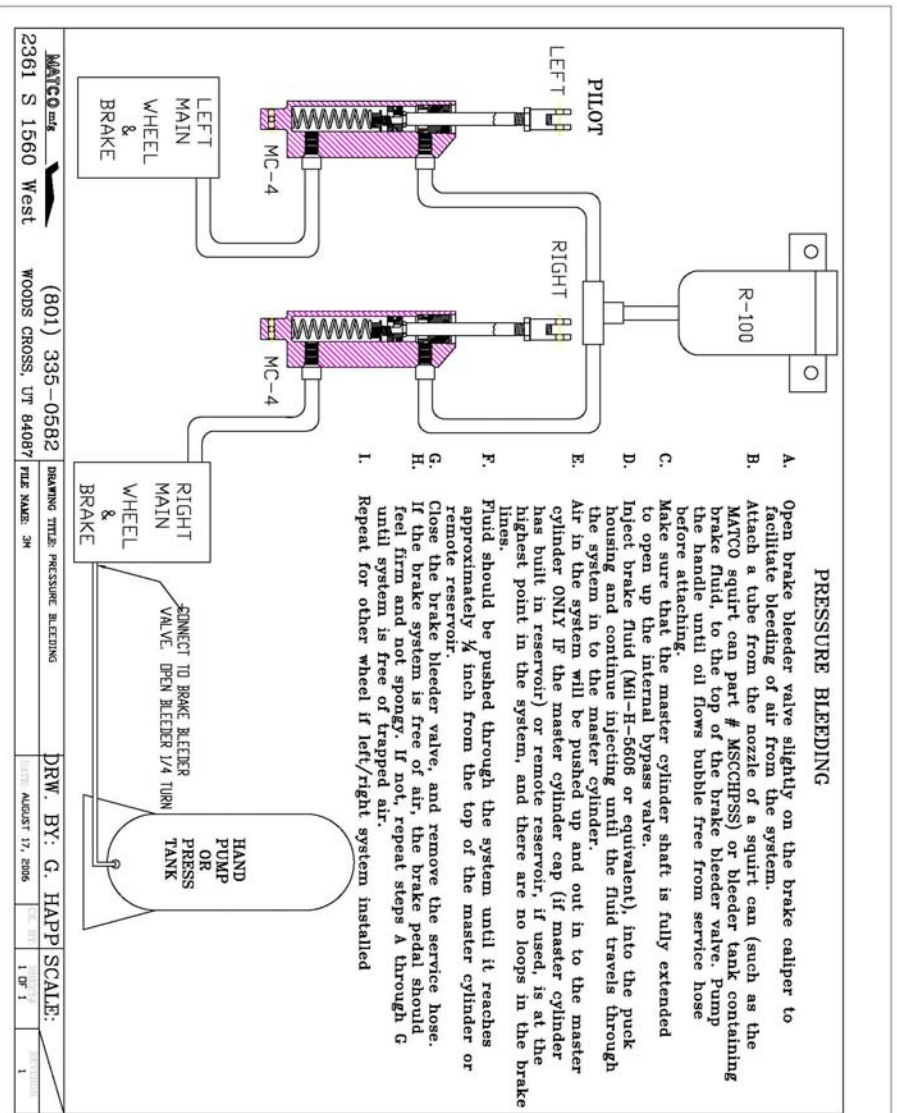 PRESSURE BLEEDING
A. Open brake bleeder valve slightly on the brake caliper to
facilitate bleeding of air from the system.
B. Attach a tube from the nozzle of a squirt can (such as the
MATCO squirt can part # MSCCHPSS) or bleeder tank containing
brake fluid, to the top of the brake bleeder valve. Pump
the handle until oil flows bubble free from service hose
before attaching.
C. Make sure that the master cylinder shaft is fully extended
to open up the internal bypass valve.
D. Inject brake fluid (Mil-H-5606 or equivalent), into the puck
housing and continue injecting until the fluid travels through
the system in to the master cylinder.
E. Air in the system will be pushed up and out in to the master
cylinder ONLY IF the master cylinder cap (if master cylinder
has built in reservoir) or remote reservoir, if used, is at the
highest point in the system, and there are no loops in the brake
lines.
F. Fluid should be pushed through the system until it reaches
approximately ¼ inch from the top of the master cylinder or
remote reservoir.
G. Close the brake bleeder valve, and remove the service hose.
H. If the brake system is free of air, the brake pedal should
feel firm and not spongy. If not, repeat steps A through G
until system is free of trapped air.
I. Repeat for other wheel if left/right system installed
R-100
PILOT
LEFT
RIGHT
MC-4
MC-4
LEFT
MAIN
WHEEL
&
BRAKE
RIGHT
MAIN
WHEEL
&
BRAKE
CONNECT TO BRAKE BLEEDER
VALVE. OPEN BLEEDER 1/4 TURN
HAND
PUMP
OR
PRESS
TANK
MATCO mfg
(801) 335-0582
2361 S 1560 West
WOODS CROSS, UT 84087
DRAWING TITLE: PRESSURE BLEEDING
FILE NAME: 3M
DRW. BY: G. HAPP
SCALE:
DATE: AUGUST 17, 2006
CK. BY:
SHEET#
1 OF 1
REVISION
1